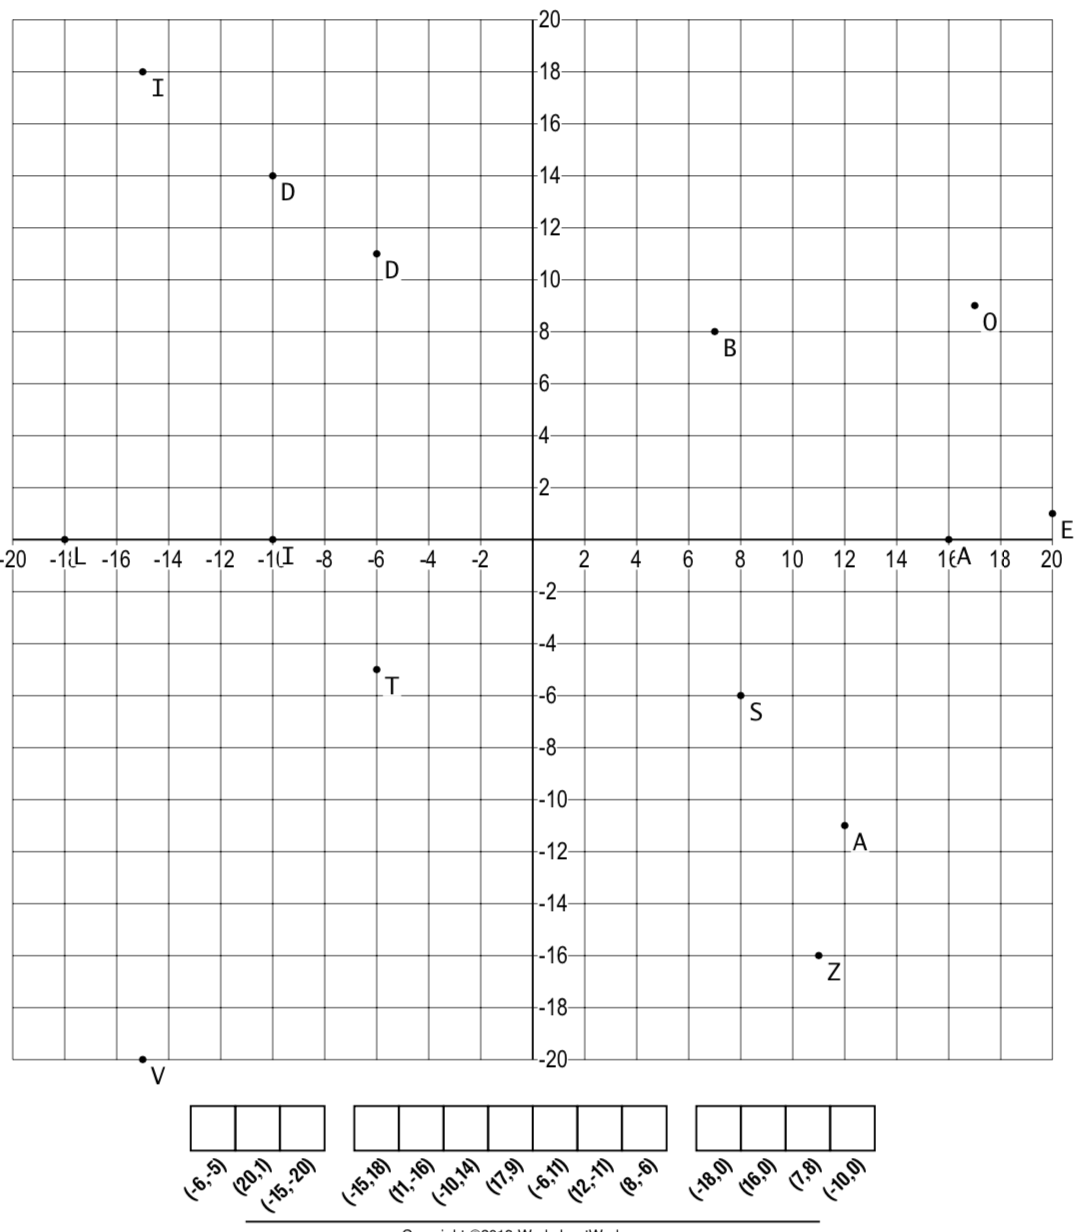 20
18
I
16
14
D
12
D
10
O
8
B
6
4
2
E
-20 L -16 -14 -12 I -8 -6 -4 -2 2 4 6 8 10 12 14 A 18 20
-2
-4
T
-6
S
-8
-10
A
-12
-14
-16
Z
-18
-20
V
(-6,-5) (20,1) (-15,-20) (-15,18) (11,-16) (-10,14) (17,9) (-6,11) (12,-11) (8,-6) (-18,0) (16,0) (7,8) (-10,0)